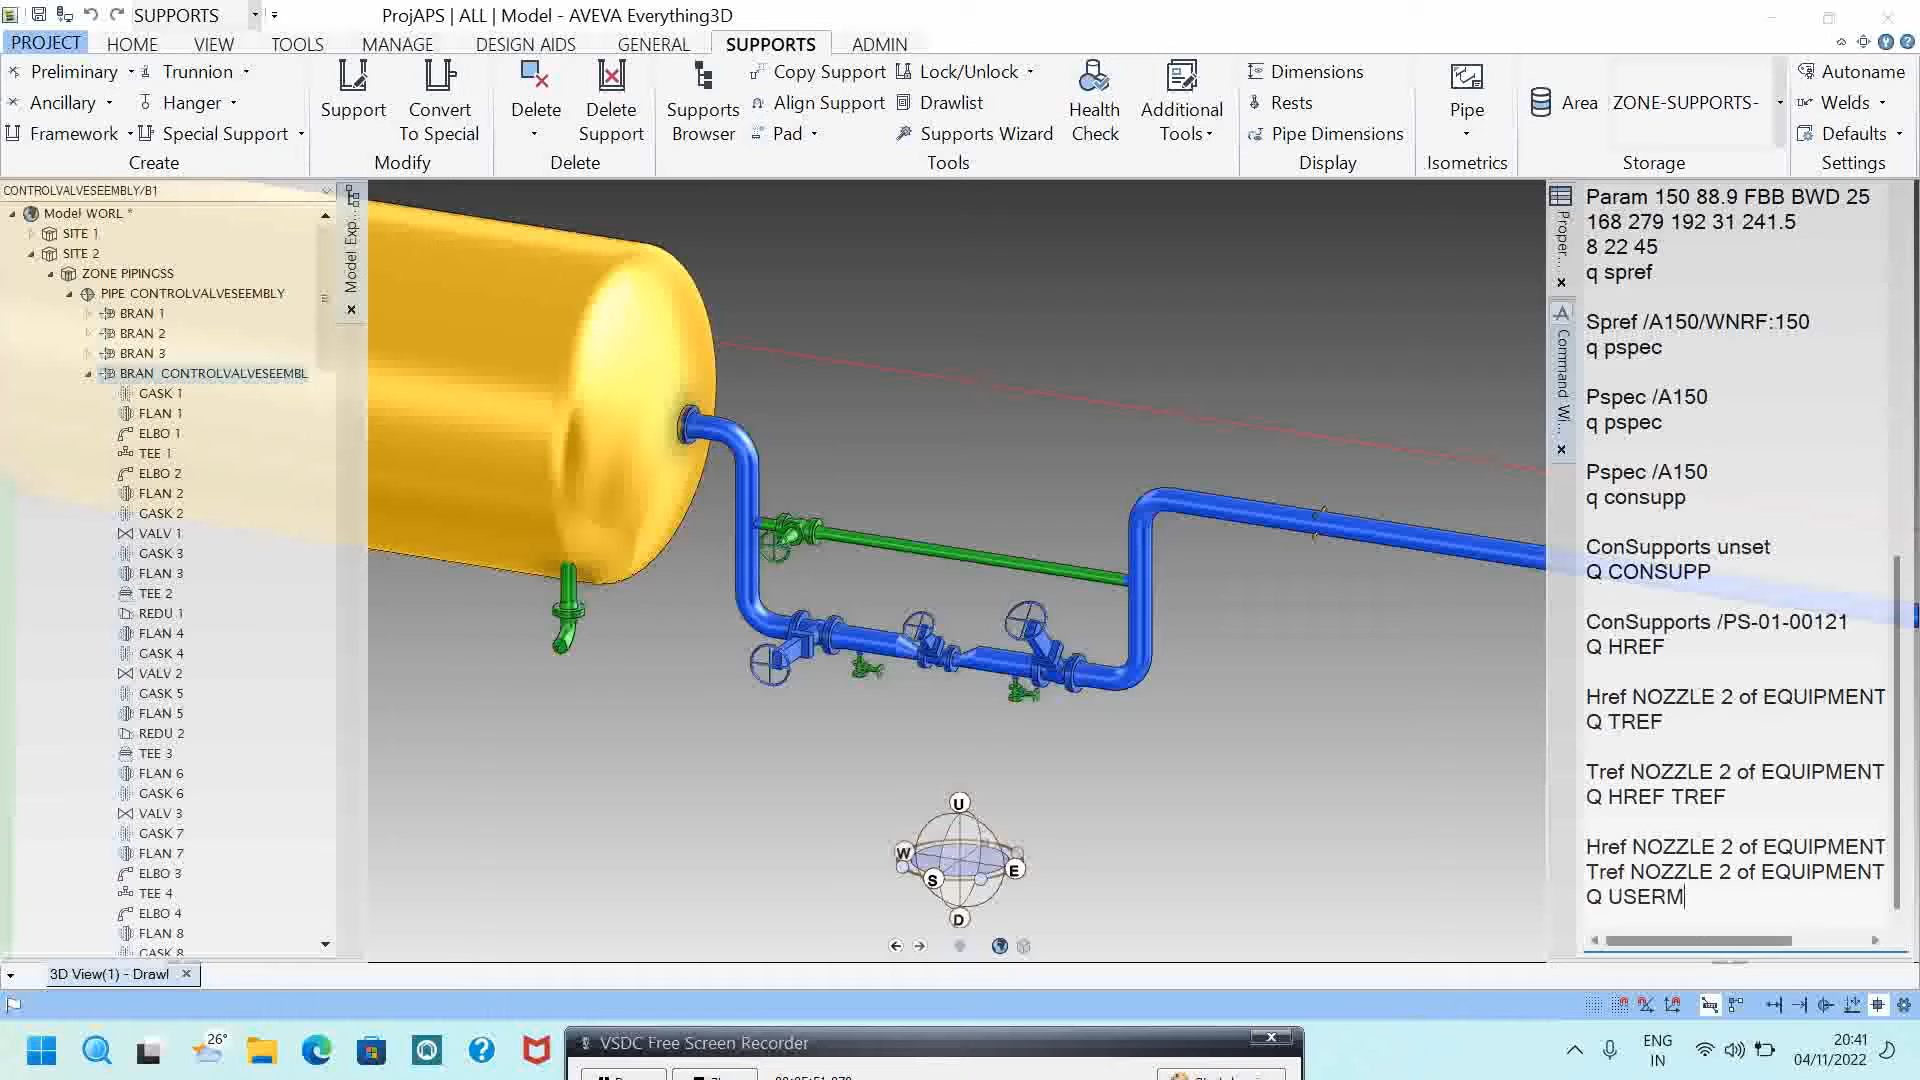 SUPPORTS
ProjAPS | ALL | Model - AVEVA Everything3D
PROJECT HOME VIEW TOOLS MANAGE DESIGN AIDS GENERAL SUPPORTS ADMIN
Preliminary Trunnion
Ancillary Hanger
Framework Special Support
Create
Support
Convert
To Special
Modify
Delete
Delete
Support
Delete
Supports
Browser
Copy Support
Align Support
Pad
Lock/Unlock
Drawlist
Supports Wizard
Health
Check
Additional
Tools
Tools
Dimensions
Rests
Pipe Dimensions
Display
Pipe
Isometrics
Area ZONE-SUPPORTS-
Storage
Autoname
Welds
Defaults
Settings
CONTROLVALVESEEMBLY/B1
Model WORL *
SITE 1
SITE 2
ZONE PIPINGSS
PIPE CONTROLVALVESEEMBLY
BRAN 1
BRAN 2
BRAN 3
BRAN CONTROLVALVESEEMBL
GASK 1
FLAN 1
ELBO 1
TEE 1
ELBO 2
FLAN 2
GASK 2
VALV 1
GASK 3
FLAN 3
TEE 2
REDU 1
FLAN 4
GASK 4
VALV 2
GASK 5
FLAN 5
REDU 2
TEE 3
FLAN 6
GASK 6
VALV 3
GASK 7
FLAN 7
ELBO 3
TEE 4
ELBO 4
FLAN 8
GASK 8
Model Exp...
U
W
E
S
D
Proper...
Command Wi...
Param 150 88.9 FBB BWD 25
168 279 192 31 241.5
8 22 45
q spref
Spref /A150/WNRF:150
q pspec
Pspec /A150
q pspec
Pspec /A150
q consupp
ConSupports unset
Q CONSUPP
ConSupports /PS-01-00121
Q HREF
Href NOZZLE 2 of EQUIPMENT
Q TREF
Tref NOZZLE 2 of EQUIPMENT
Q HREF TREF
Href NOZZLE 2 of EQUIPMENT
Tref NOZZLE 2 of EQUIPMENT
Q USERM
3D View(1) - Drawl
26°
VSDC Free Screen Recorder
ENG
IN
20:41
04/11/2022